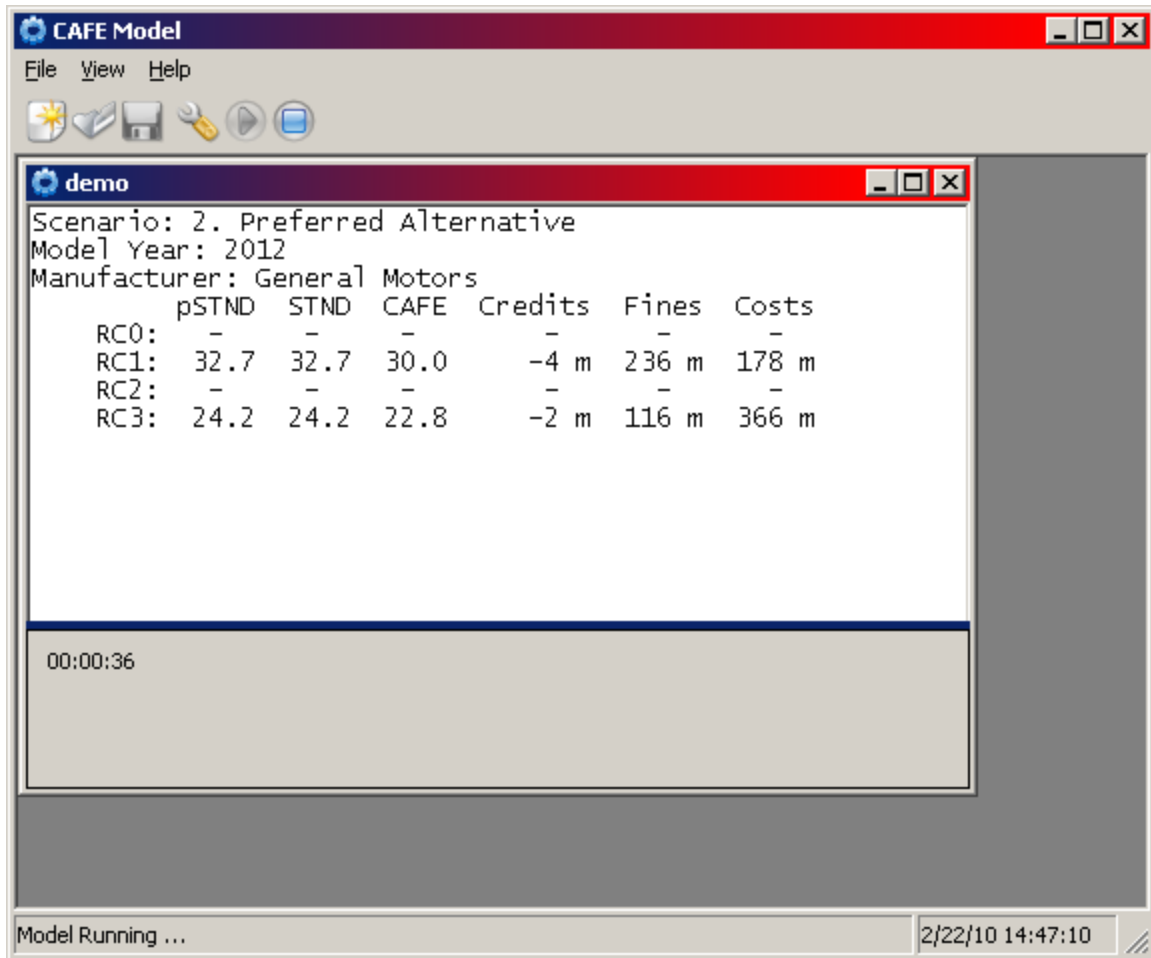 CAFE Model
File View Help
demo
Scenario: 2. Preferred Alternative
Model Year: 2012
Manufacturer: General Motors
pSTND STND CAFE Credits Fines Costs
RC0: - - - - - -
RC1: 32.7 32.7 30.0 -4 m 236 m 178 m
RC2: - - - - - -
RC3: 24.2 24.2 22.8 -2 m 116 m 366 m
00:00:36
Model Running ... 2/22/10 14:47:10